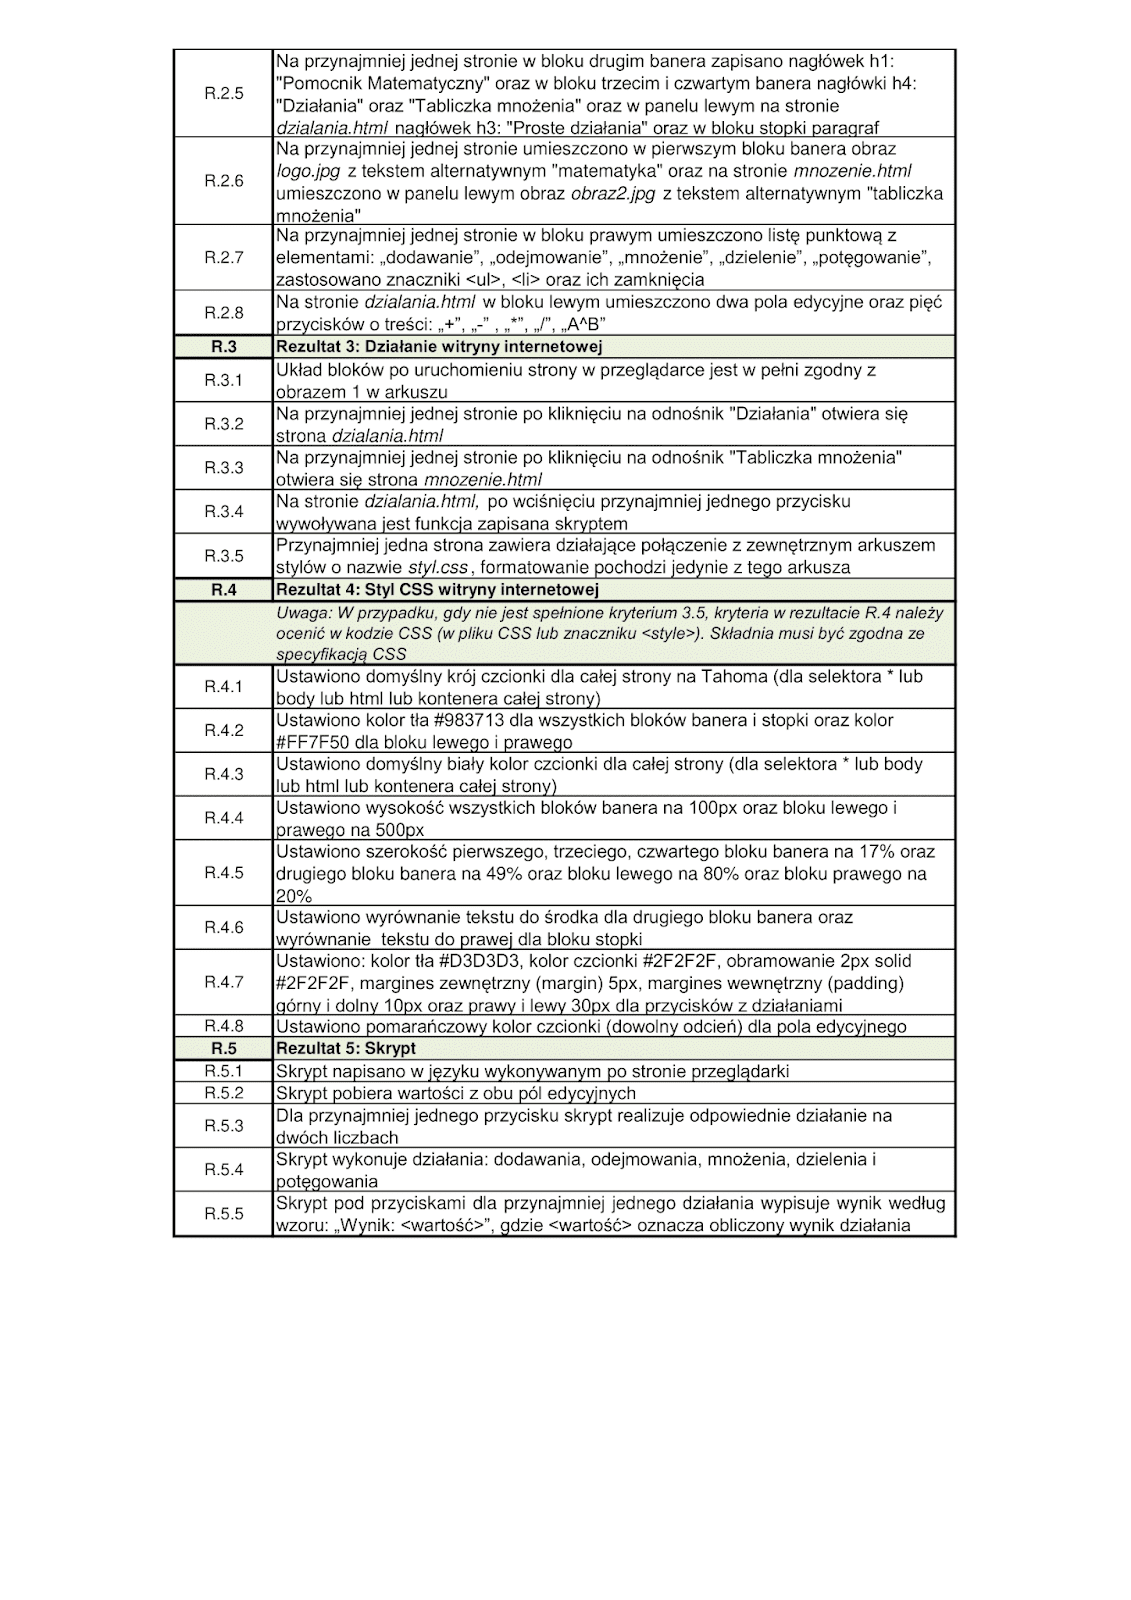 R.2.5
Na przynajmniej jednej stronie w bloku drugim banera zapisano nagłówek h1:
"Pomocnik Matematyczny" oraz w bloku trzecim i czwartym banera nagłówki h4:
"Działania" oraz "Tabliczka mnożenia" oraz w panelu lewym na stronie
dzialania.html nagłówek h3: "Proste działania" oraz w bloku stopki paragraf
R.2.6
Na przynajmniej jednej stronie umieszczono w pierwszym bloku banera obraz
logo.jpg z tekstem alternatywnym "matematyka" oraz na stronie mnozenie.html
umieszczono w panelu lewym obraz obraz2.jpg z tekstem alternatywnym "tabliczka
mnożenia"
R.2.7
Na przynajmniej jednej stronie w bloku prawym umieszczono listę punktową z
elementami: „dodawanie”, „odejmowanie”, „mnożenie”, „dzielenie”, „potęgowanie”,
zastosowano znaczniki <ul>, <li> oraz ich zamknięcia
R.2.8
Na stronie dzialania.html w bloku lewym umieszczono dwa pola edycyjne oraz pięć
przycisków o treści: „+”, „-” , „*”, „/”, „A^B”
R.3 Rezultat 3: Działanie witryny internetowej
R.3.1
Układ bloków po uruchomieniu strony w przeglądarce jest w pełni zgodny z
obrazem 1 w arkuszu
R.3.2
Na przynajmniej jednej stronie po kliknięciu na odnośnik "Działania" otwiera się
strona dzialania.html
R.3.3
Na przynajmniej jednej stronie po kliknięciu na odnośnik "Tabliczka mnożenia"
otwiera się strona mnozenie.html
R.3.4
Na stronie dzialania.html, po wciśnięciu przynajmniej jednego przycisku
wywoływana jest funkcja zapisana skryptem
R.3.5
Przynajmniej jedna strona zawiera działające połączenie z zewnętrznym arkuszem
stylów o nazwie styl.css, formatowanie pochodzi jedynie z tego arkusza
R.4 Rezultat 4: Styl CSS witryny internetowej
Uwaga: W przypadku, gdy nie jest spełnione kryterium 3.5, kryteria w rezultacie R.4 należy
ocenić w kodzie CSS (w pliku CSS lub znaczniku <style>). Składnia musi być zgodna ze
specyfikacją CSS
R.4.1
Ustawiono domyślny krój czcionki dla całej strony na Tahoma (dla selektora * lub
body lub html lub kontenera całej strony)
R.4.2
Ustawiono kolor tła #983713 dla wszystkich bloków banera i stopki oraz kolor
#FF7F50 dla bloku lewego i prawego
R.4.3
Ustawiono domyślny biały kolor czcionki dla całej strony (dla selektora * lub body
lub html lub kontenera całej strony)
R.4.4
Ustawiono wysokość wszystkich bloków banera na 100px oraz bloku lewego i
prawego na 500px
R.4.5
Ustawiono szerokość pierwszego, trzeciego, czwartego bloku banera na 17% oraz
drugiego bloku banera na 49% oraz bloku lewego na 80% oraz bloku prawego na
20%
R.4.6
Ustawiono wyrównanie tekstu do środka dla drugiego bloku banera oraz
wyrównanie tekstu do prawej dla bloku stopki
R.4.7
Ustawiono: kolor tła #D3D3D3, kolor czcionki #2F2F2F, obramowanie 2px solid
#2F2F2F, margines zewnętrzny (margin) 5px, margines wewnętrzny (padding)
górny i dolny 10px oraz prawy i lewy 30px dla przycisków z działaniami
R.4.8 Ustawiono pomarańczowy kolor czcionki (dowolny odcień) dla pola edycyjnego
R.5 Rezultat 5: Skrypt
R.5.1 Skrypt napisano w języku wykonywanym po stronie przeglądarki
R.5.2 Skrypt pobiera wartości z obu pól edycyjnych
R.5.3
Dla przynajmniej jednego przycisku skrypt realizuje odpowiednie działanie na
dwóch liczbach
R.5.4
Skrypt wykonuje działania: dodawania, odejmowania, mnożenia, dzielenia i
potęgowania
R.5.5
Skrypt pod przyciskami dla przynajmniej jednego działania wypisuje wynik według
wzoru: „Wynik: <wartość>”, gdzie <wartość> oznacza obliczony wynik działania